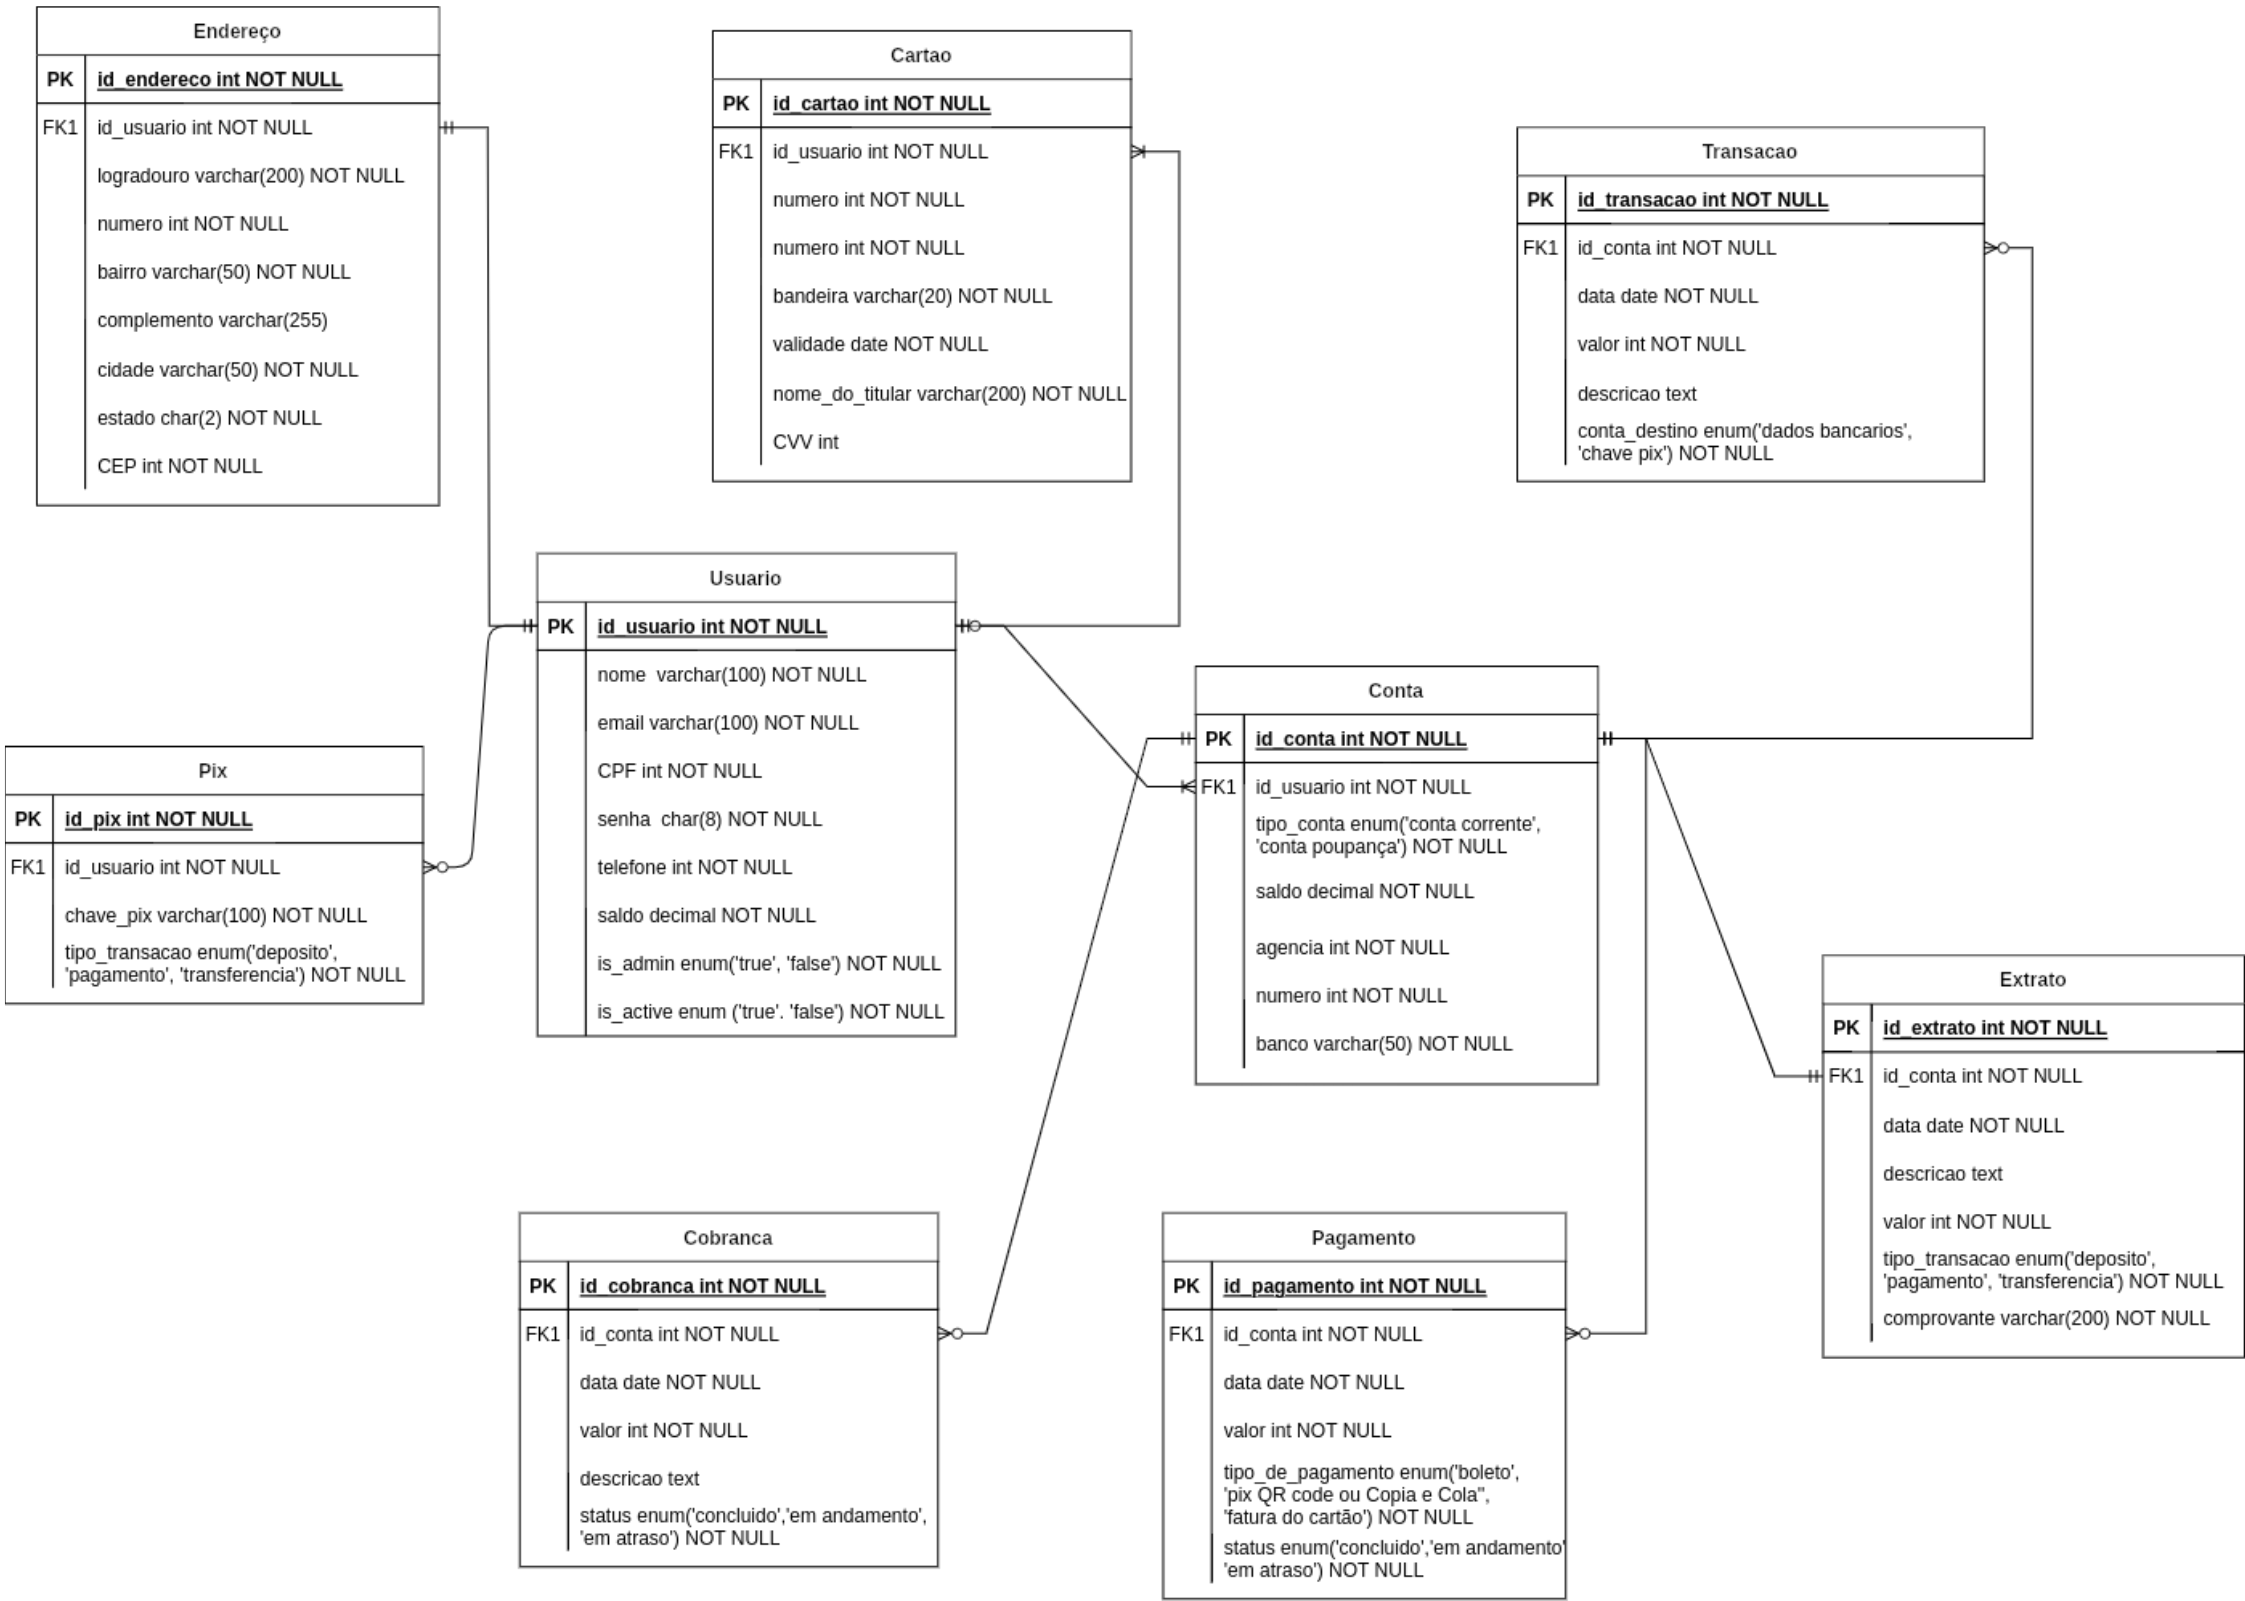 Endereço
PK id_endereco int NOT NULL
FK1 id_usuario int NOT NULL
logradouro varchar(200) NOT NULL
numero int NOT NULL
bairro varchar(50) NOT NULL
complemento varchar(255)
cidade varchar(50) NOT NULL
estado char(2) NOT NULL
CEP int NOT NULL
Cartao
PK id_cartao int NOT NULL
FK1 id_usuario int NOT NULL
numero int NOT NULL
numero int NOT NULL
bandeira varchar(20) NOT NULL
validade date NOT NULL
nome_do_titular varchar(200) NOT NULL
CVV int
Transacao
PK id_transacao int NOT NULL
FK1 id_conta int NOT NULL
data date NOT NULL
valor int NOT NULL
descricao text
conta_destino enum('dados bancarios',
'chave pix') NOT NULL
Usuario
PK id_usuario int NOT NULL
nome  varchar(100) NOT NULL
email varchar(100) NOT NULL
CPF int NOT NULL
senha  char(8) NOT NULL
telefone int NOT NULL
saldo decimal NOT NULL
is_admin enum('true', 'false') NOT NULL
is_active enum ('true'. 'false') NOT NULL
Pix
PK id_pix int NOT NULL
FK1 id_usuario int NOT NULL
chave_pix varchar(100) NOT NULL
tipo_transacao enum('deposito',
'pagamento', 'transferencia') NOT NULL
Conta
PK id_conta int NOT NULL
FK1 id_usuario int NOT NULL
tipo_conta enum('conta corrente',
'conta poupança') NOT NULL
saldo decimal NOT NULL
agencia int NOT NULL
numero int NOT NULL
banco varchar(50) NOT NULL
Extrato
PK id_extrato int NOT NULL
FK1 id_conta int NOT NULL
data date NOT NULL
descricao text
valor int NOT NULL
tipo_transacao enum('deposito',
'pagamento', 'transferencia') NOT NULL
comprovante varchar(200) NOT NULL
Cobranca
PK id_cobranca int NOT NULL
FK1 id_conta int NOT NULL
data date NOT NULL
valor int NOT NULL
descricao text
status enum('concluido','em andamento',
'em atraso') NOT NULL
Pagamento
PK id_pagamento int NOT NULL
FK1 id_conta int NOT NULL
data date NOT NULL
valor int NOT NULL
tipo_de_pagamento enum('boleto',
'pix QR code ou Copia e Cola",
'fatura do cartão') NOT NULL
status enum('concluido','em andamento'
'em atraso') NOT NULL